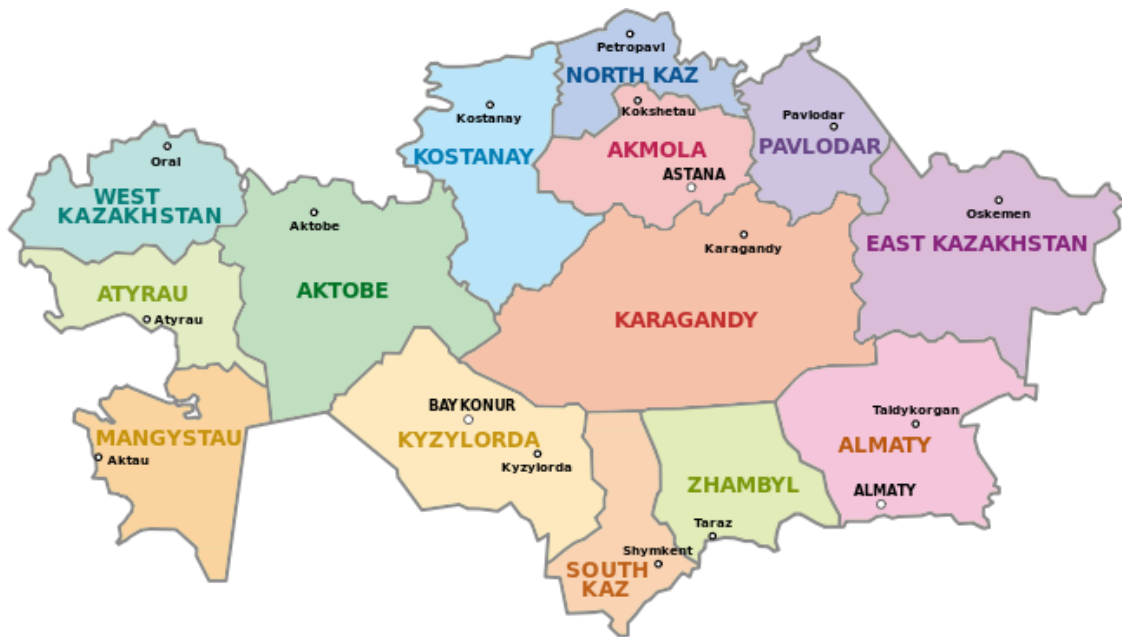 Petropavl
NORTH KAZ
Kostanay
Kokshetau
Pavlodar
KOSTANAY
AKMOLA
PAVLODAR
Oral
ASTANA
WEST
KAZAKHSTAN
Aktobe
Karagandy
Oskemen
EAST KAZAKHSTAN
ATYRAU
AKTOBE
Atyrau
KARAGANDY
BAYKONUR
Taldykorgan
MANGYSTAU
KYZYLORDA
ALMATY
Aktau
Kyzylorda
ZHAMBYL
ALMATY
Taraz
Shymkent
SOUTH
KAZ